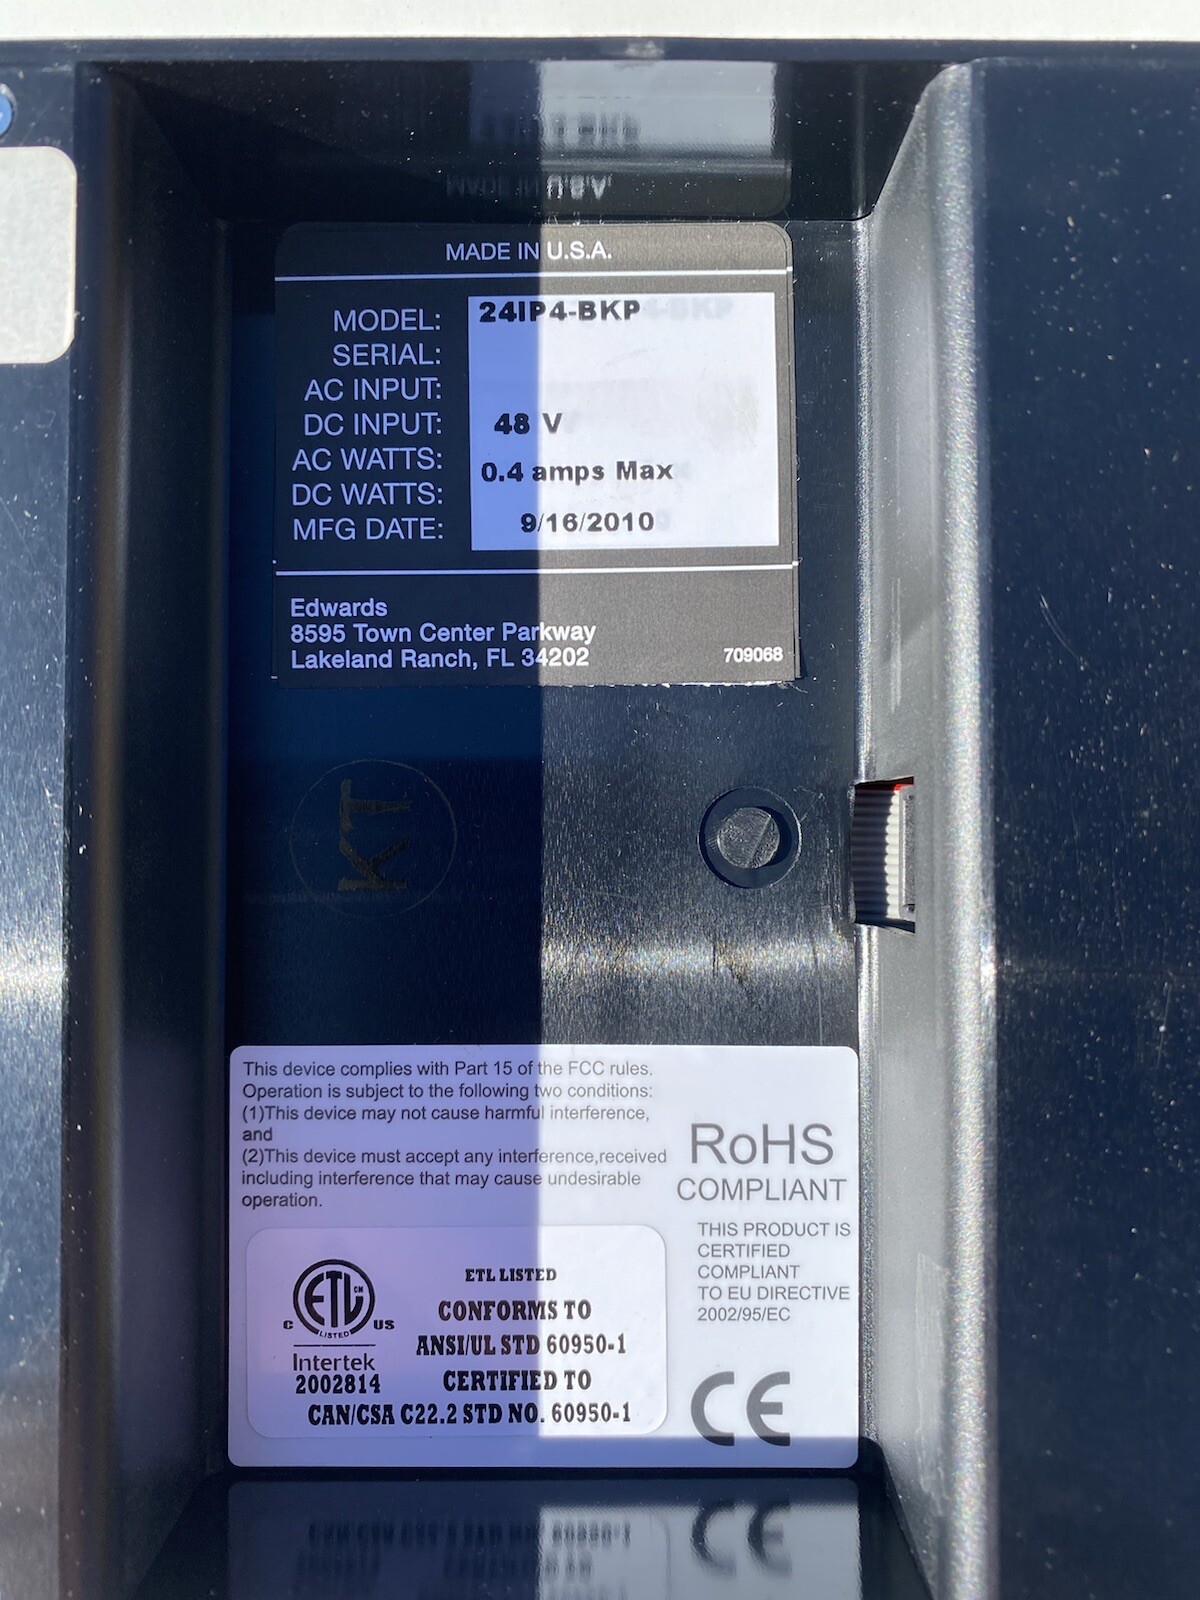 MADE IN U.S.A.
MODEL: 24IP4-BKP
SERIAL:
AC INPUT:
DC INPUT: 48 V
AC WATTS: 0.4 amps Max
DC WATTS:
MFG DATE: 9/16/2010
Edwards
8595 Town Center Parkway
Lakeland Ranch, FL 34202
709068
KT
This device complies with Part 15 of the FCC rules.
Operation is subject to the following two conditions:
(1)This device may not cause harmful interference,
and
(2)This device must accept any interference,received
including interference that may cause undesirable
operation.
RoHS
COMPLIANT
THIS PRODUCT IS
CERTIFIED
COMPLIANT
TO EU DIRECTIVE
2002/95/EC
CE
ETL CM
LISTED
C US
Intertek
2002814
ETL LISTED
CONFORMS TO
ANSI/UL STD 60950-1
CERTIFIED TO
CAN/CSA C22.2 STD NO. 60950-1